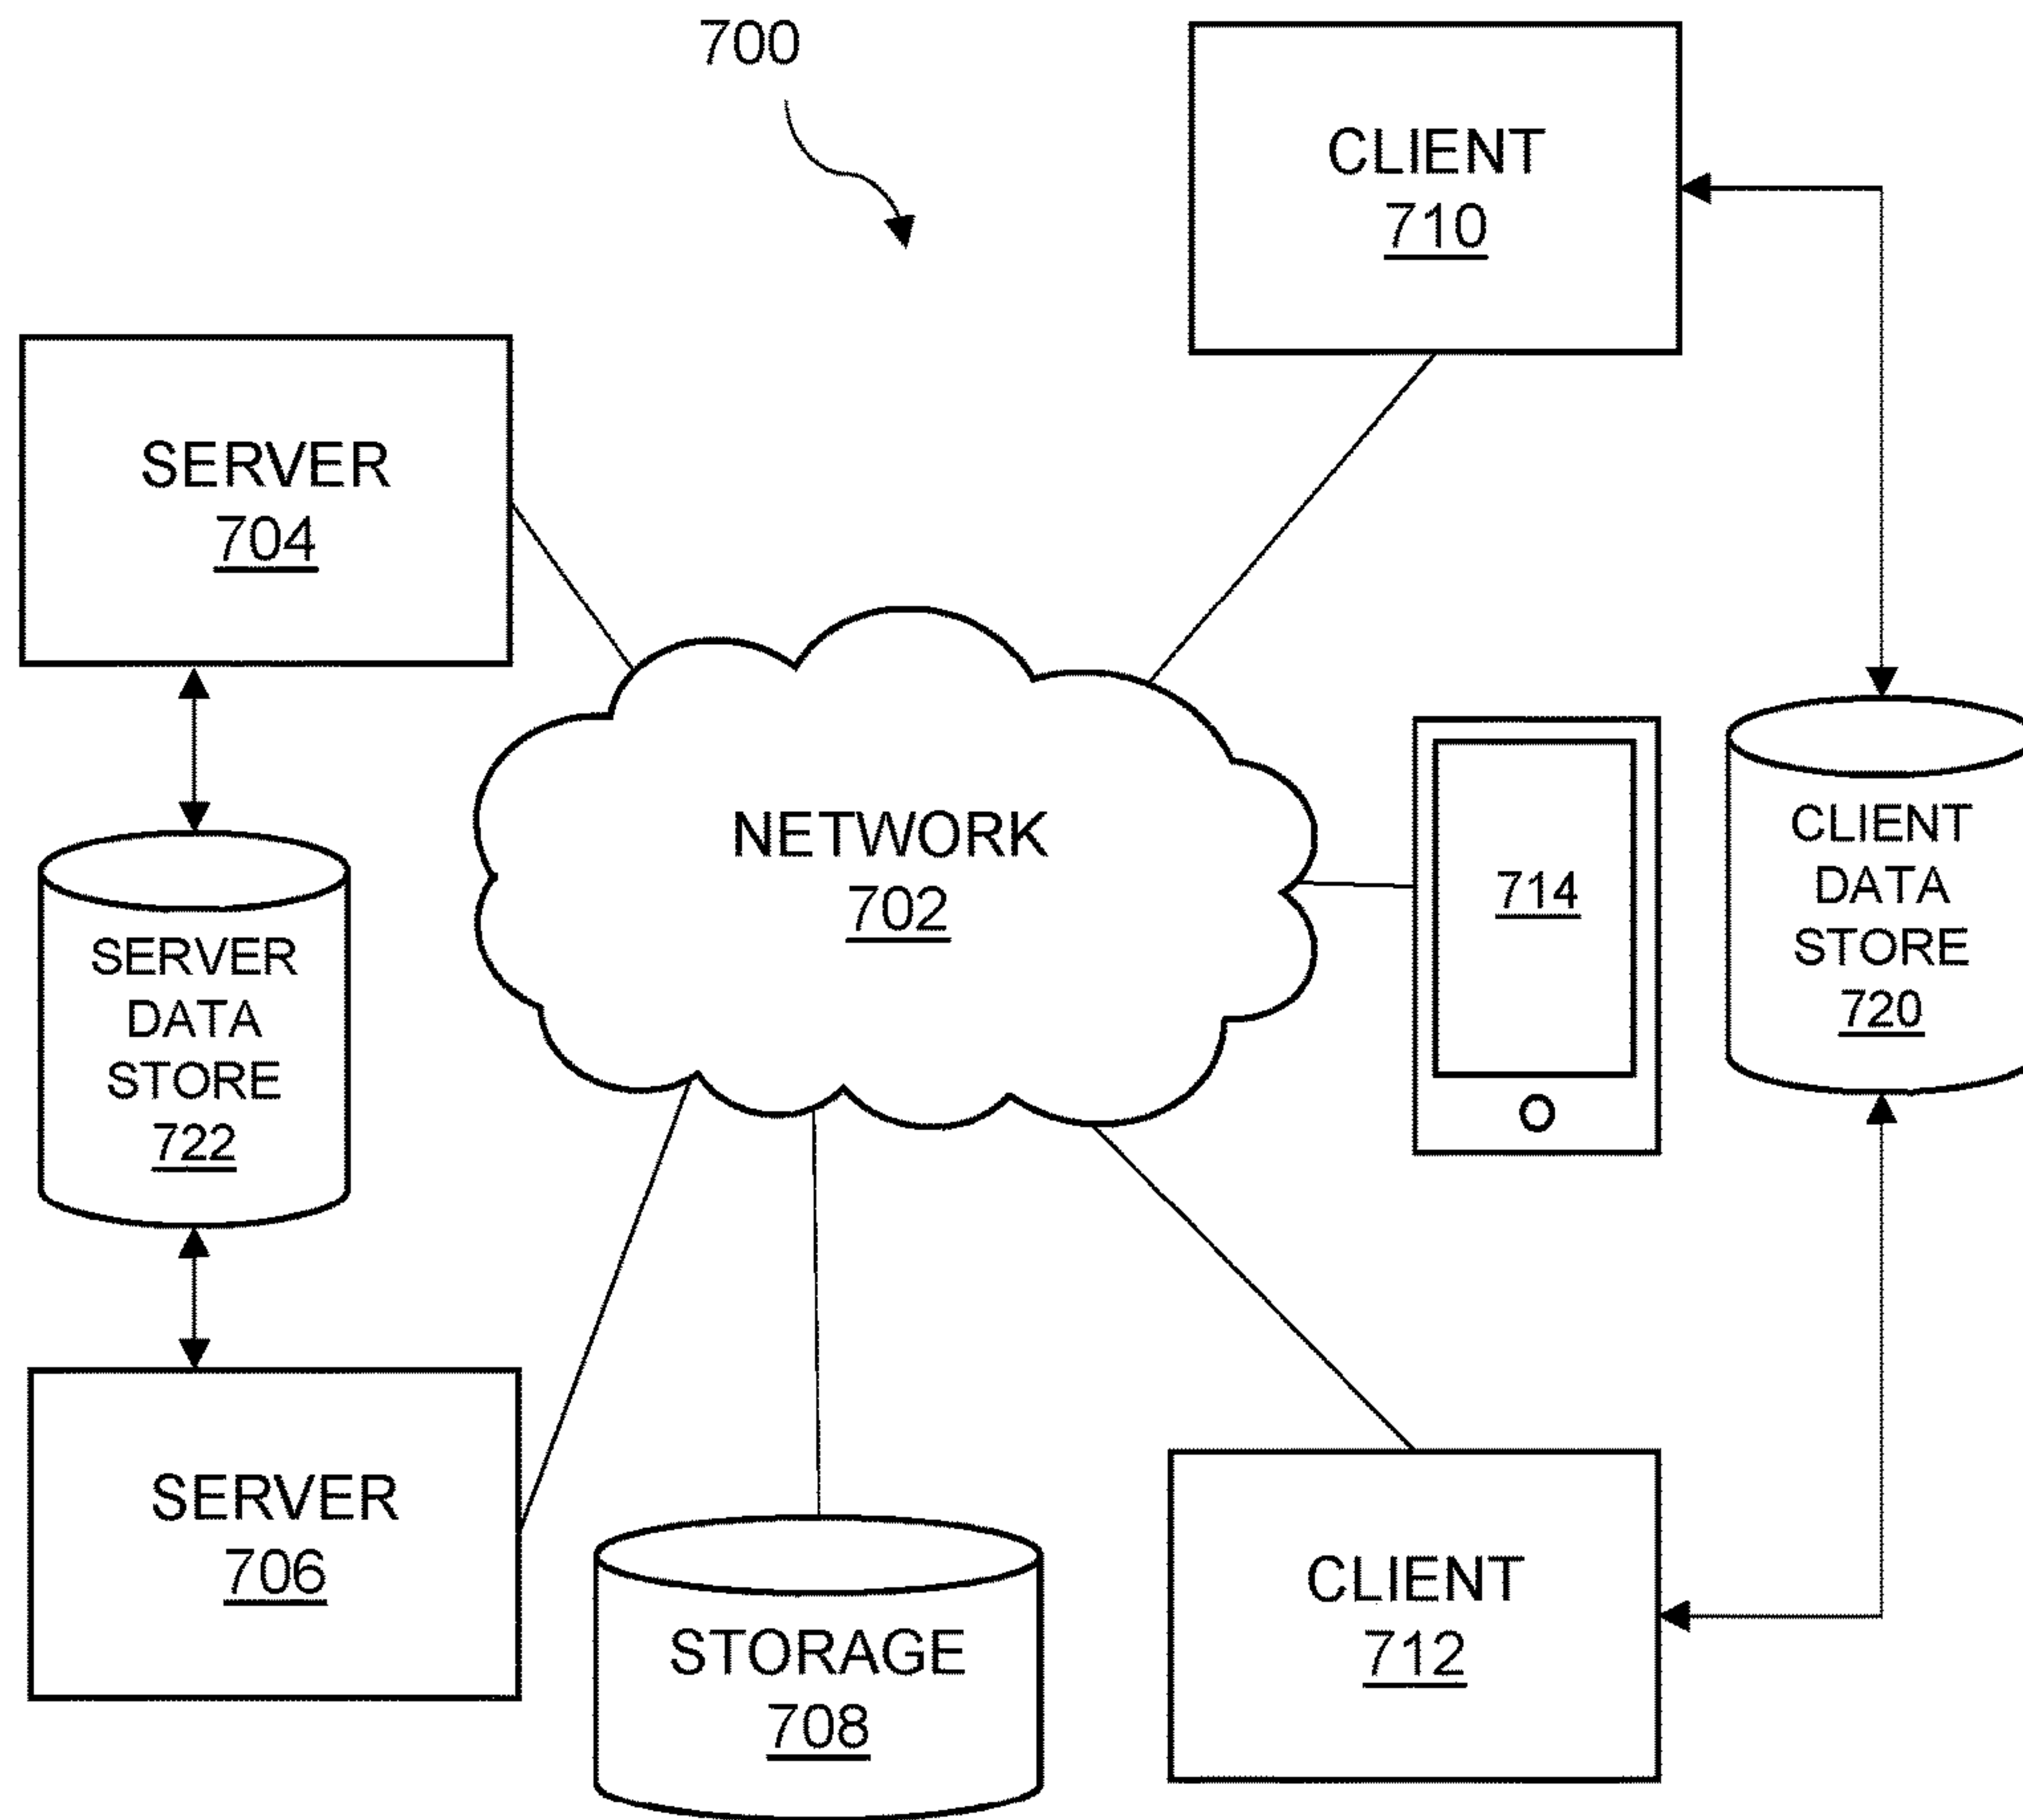 700
CLIENT
710
SERVER
704
NETWORK
702
714
CLIENT
DATA
STORE
720
SERVER
DATA
STORE
722
SERVER
706
STORAGE
708
CLIENT
712